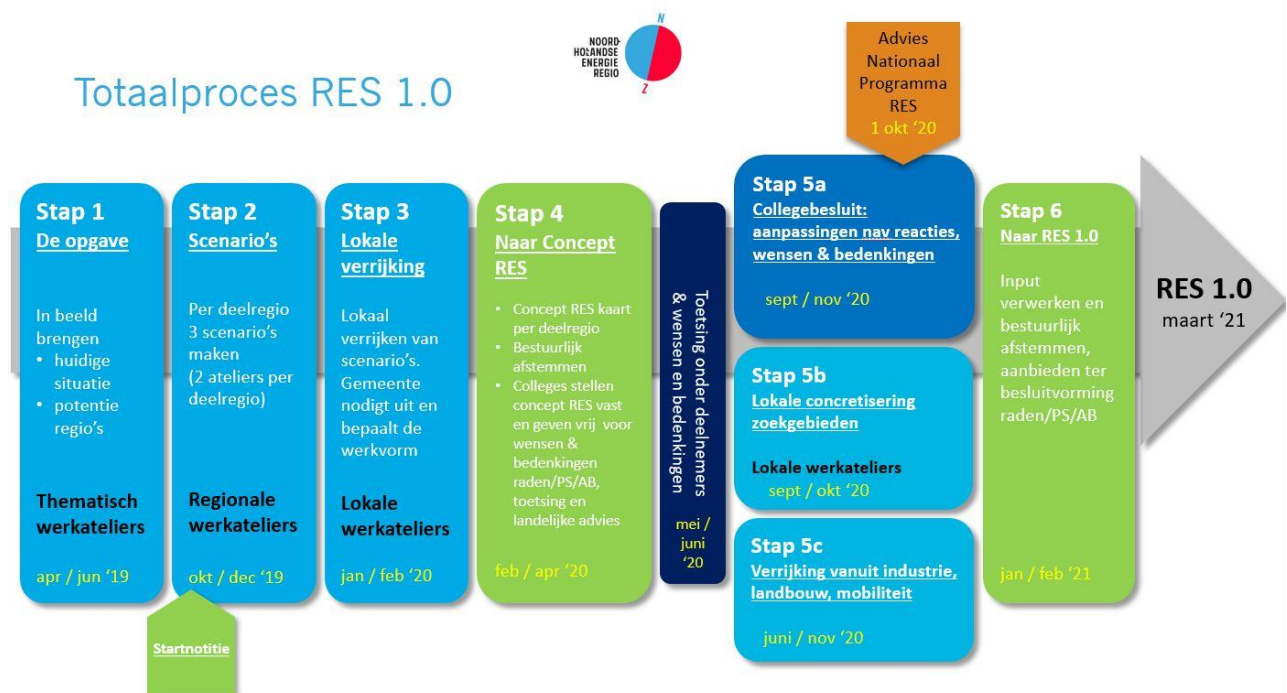 NOORD-
HOLLANDSE
ENERGIE
REGIO
N
Z
Totaalproces RES 1.0
Advies
Nationaal
Programma
RES
1 okt ‘20
Stap 1
De opgave
In beeld
brengen
• huidige
situatie
• potentie
regio’s
Thematisch
werkateliers
apr / jun ‘19
Stap 2
Scenario’s
Per deelregio
3 scenario’s
maken
(2 ateliers per
deelregio)
Regionale
werkateliers
okt / dec ‘19
Startnotitie
Stap 3
Lokale
verrijking
Lokaal
verrijken van
scenario’s.
Gemeente
nodigt uit en
bepaalt de
werkvorm
Lokale
werkateliers
jan / feb ‘20
Stap 4
Naar Concept
RES
• Concept RES kaart
per deelregio
• Bestuurlijk
afstemmen
• Colleges stellen
concept RES vast
en geven vrij voor
wensen &
bedenkingen
raden/PS/AB,
toetsing en
landelijke advies
feb / apr ‘20
Toetsing onder deelnemers
& wensen en bedenkingen
mei /
juni
‘20
Stap 5a
Collegebesluit:
aanpassingen nav reacties,
wensen & bedenkingen
sept / nov ‘20
Stap 5b
Lokale concretisering
zoekgebieden
Lokale werkateliers
sept / okt ‘20
Stap 5c
Verrijking vanuit industrie,
landbouw, mobiliteit
juni / nov ‘20
Stap 6
Naar RES 1.0
Input
verwerken en
bestuurlijk
afstemmen,
aanbieden ter
besluitvorming
raden/PS/AB
jan / feb ‘21
RES 1.0
maart ‘21